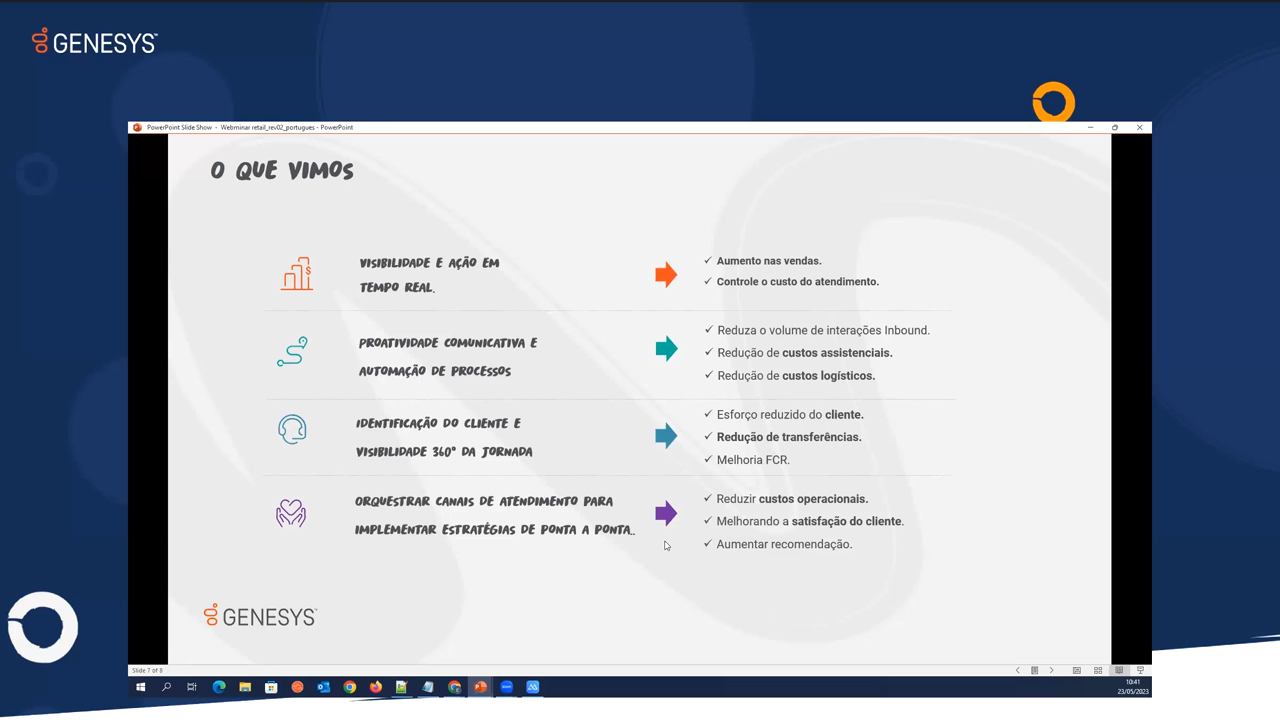 GENESYS™
PowerPoint Slide Show - Webminar retail_rev02_portugues - PowerPoint
O QUE VIMOS
VISIBILIDADE E AÇÃO EM
TEMPO REAL.
✓ Aumento nas vendas.
✓ Controle o custo do atendimento.
PROATIVIDADE COMUNICATIVA E
AUTOMAÇÃO DE PROCESSOS
✓ Reduza o volume de interações Inbound.
✓ Redução de custos assistenciais.
✓ Redução de custos logísticos.
IDENTIFICAÇÃO DO CLIENTE E
VISIBILIDADE 360º DA JORNADA
✓ Esforço reduzido do cliente.
✓ Redução de transferências.
✓ Melhoria FCR.
ORQUESTRAR CANAIS DE ATENDIMENTO PARA
IMPLEMENTAR ESTRATÉGIAS DE PONTA A PONTA..
✓ Reduzir custos operacionais.
✓ Melhorando a satisfação do cliente.
✓ Aumentar recomendação.
GENESYS™
Slide 7 of 8
10:41
23/05/2023